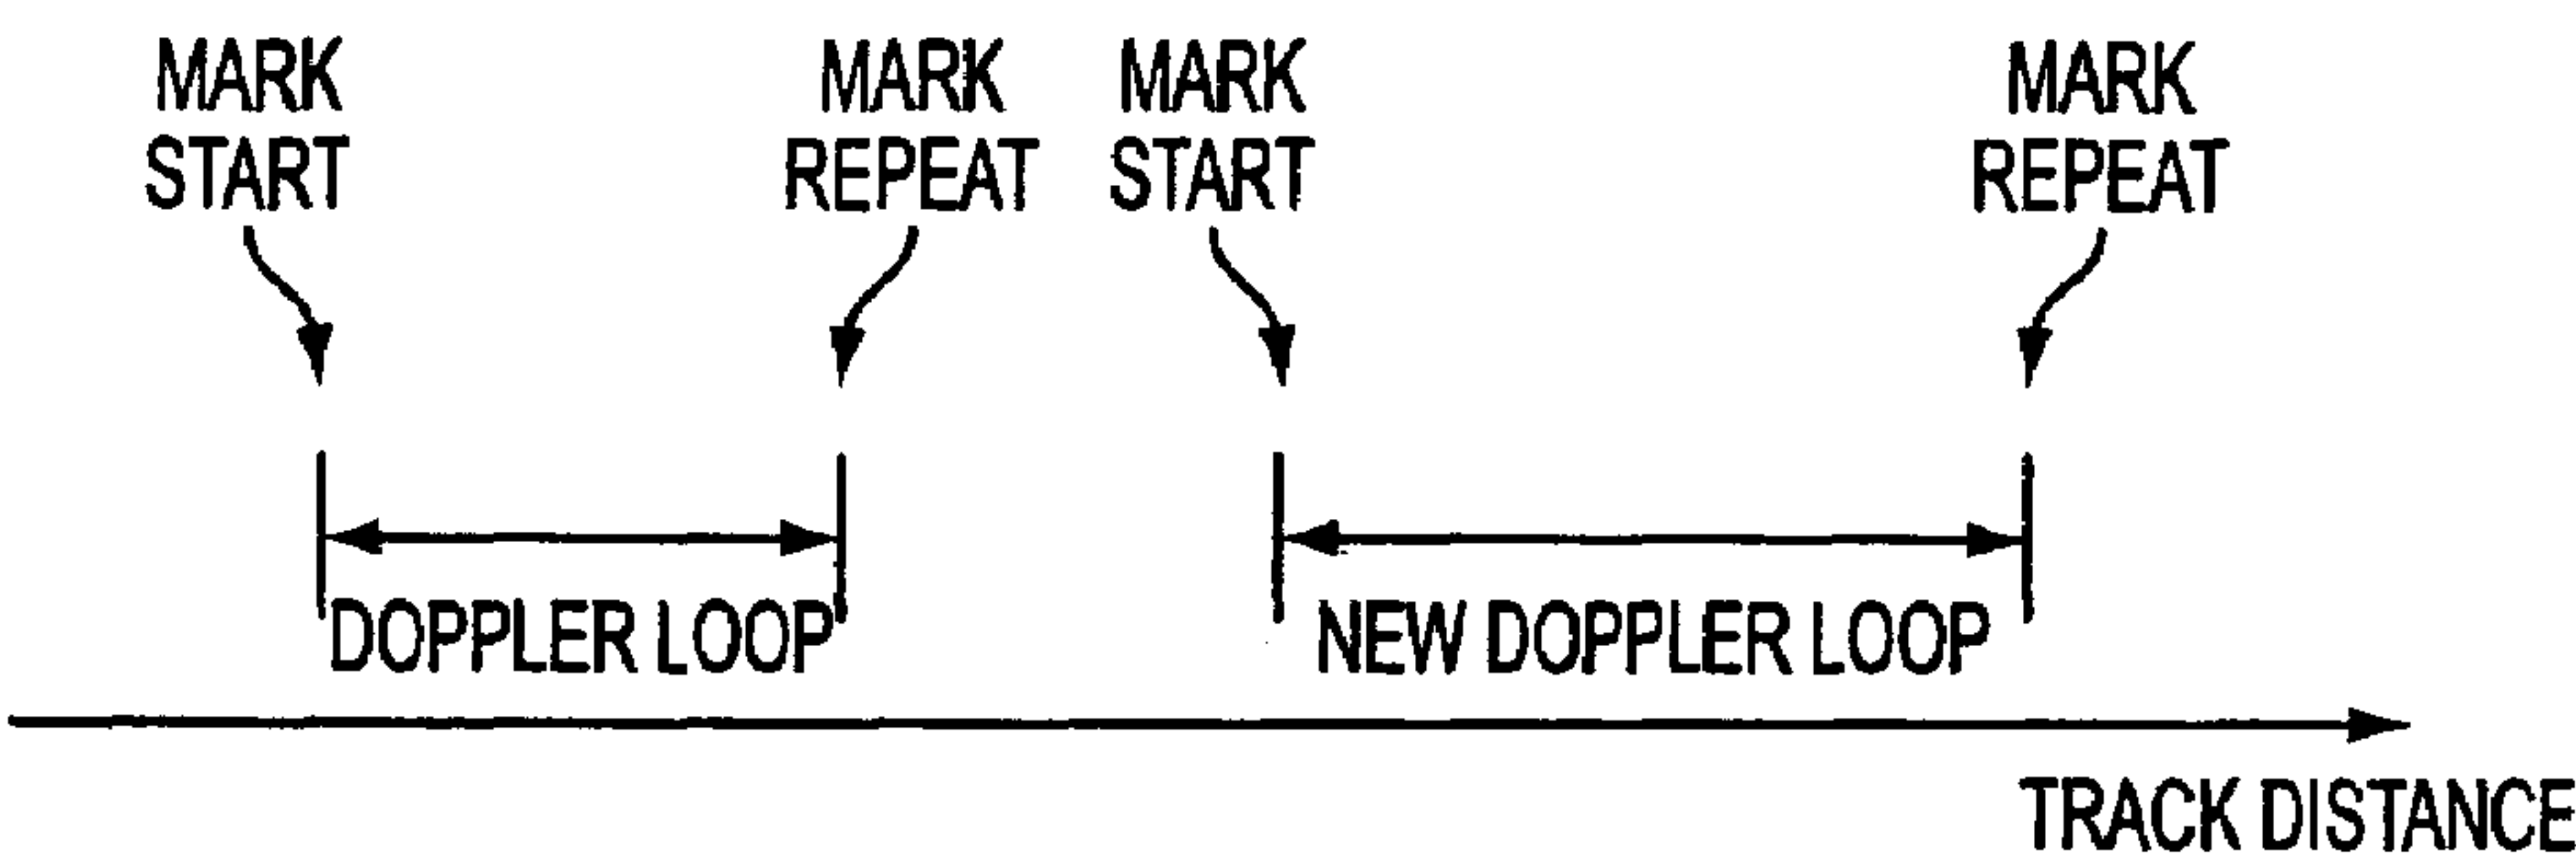 MARK
START
MARK
REPEAT
MARK
START
MARK
REPEAT
DOPPLER LOOP
NEW DOPPLER LOOP
TRACK DISTANCE